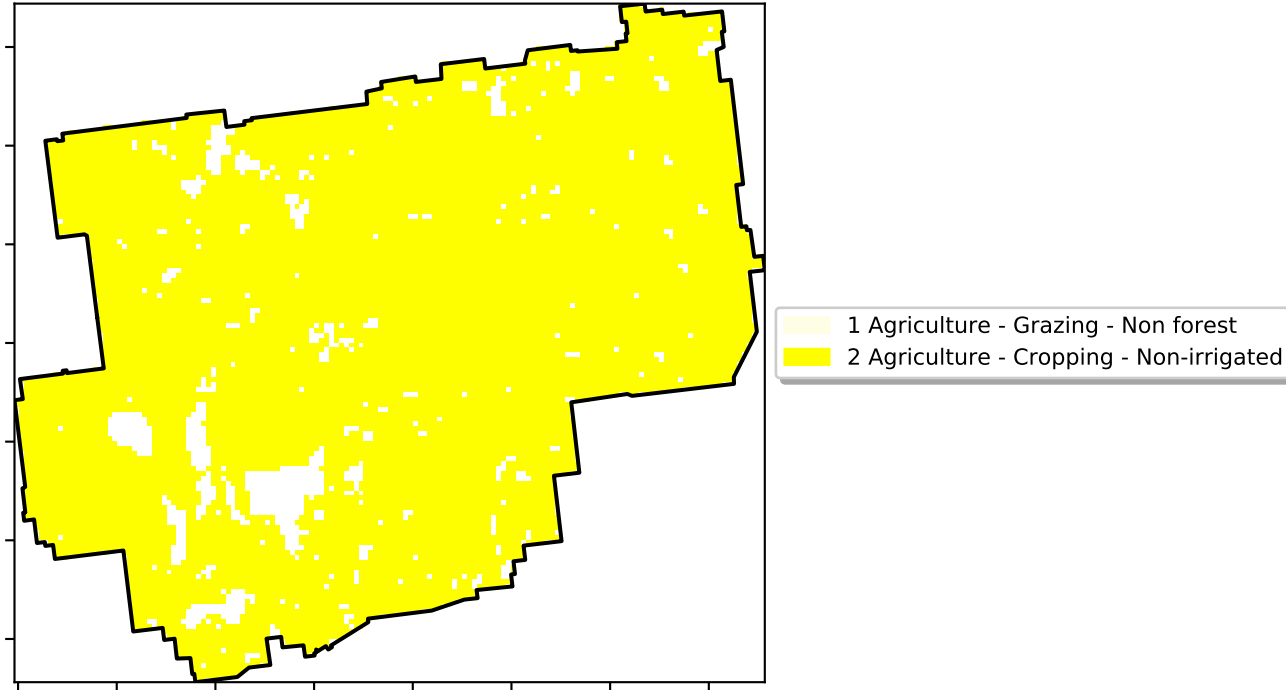 1 Agriculture - Grazing - Non forest
2 Agriculture - Cropping - Non-irrigated